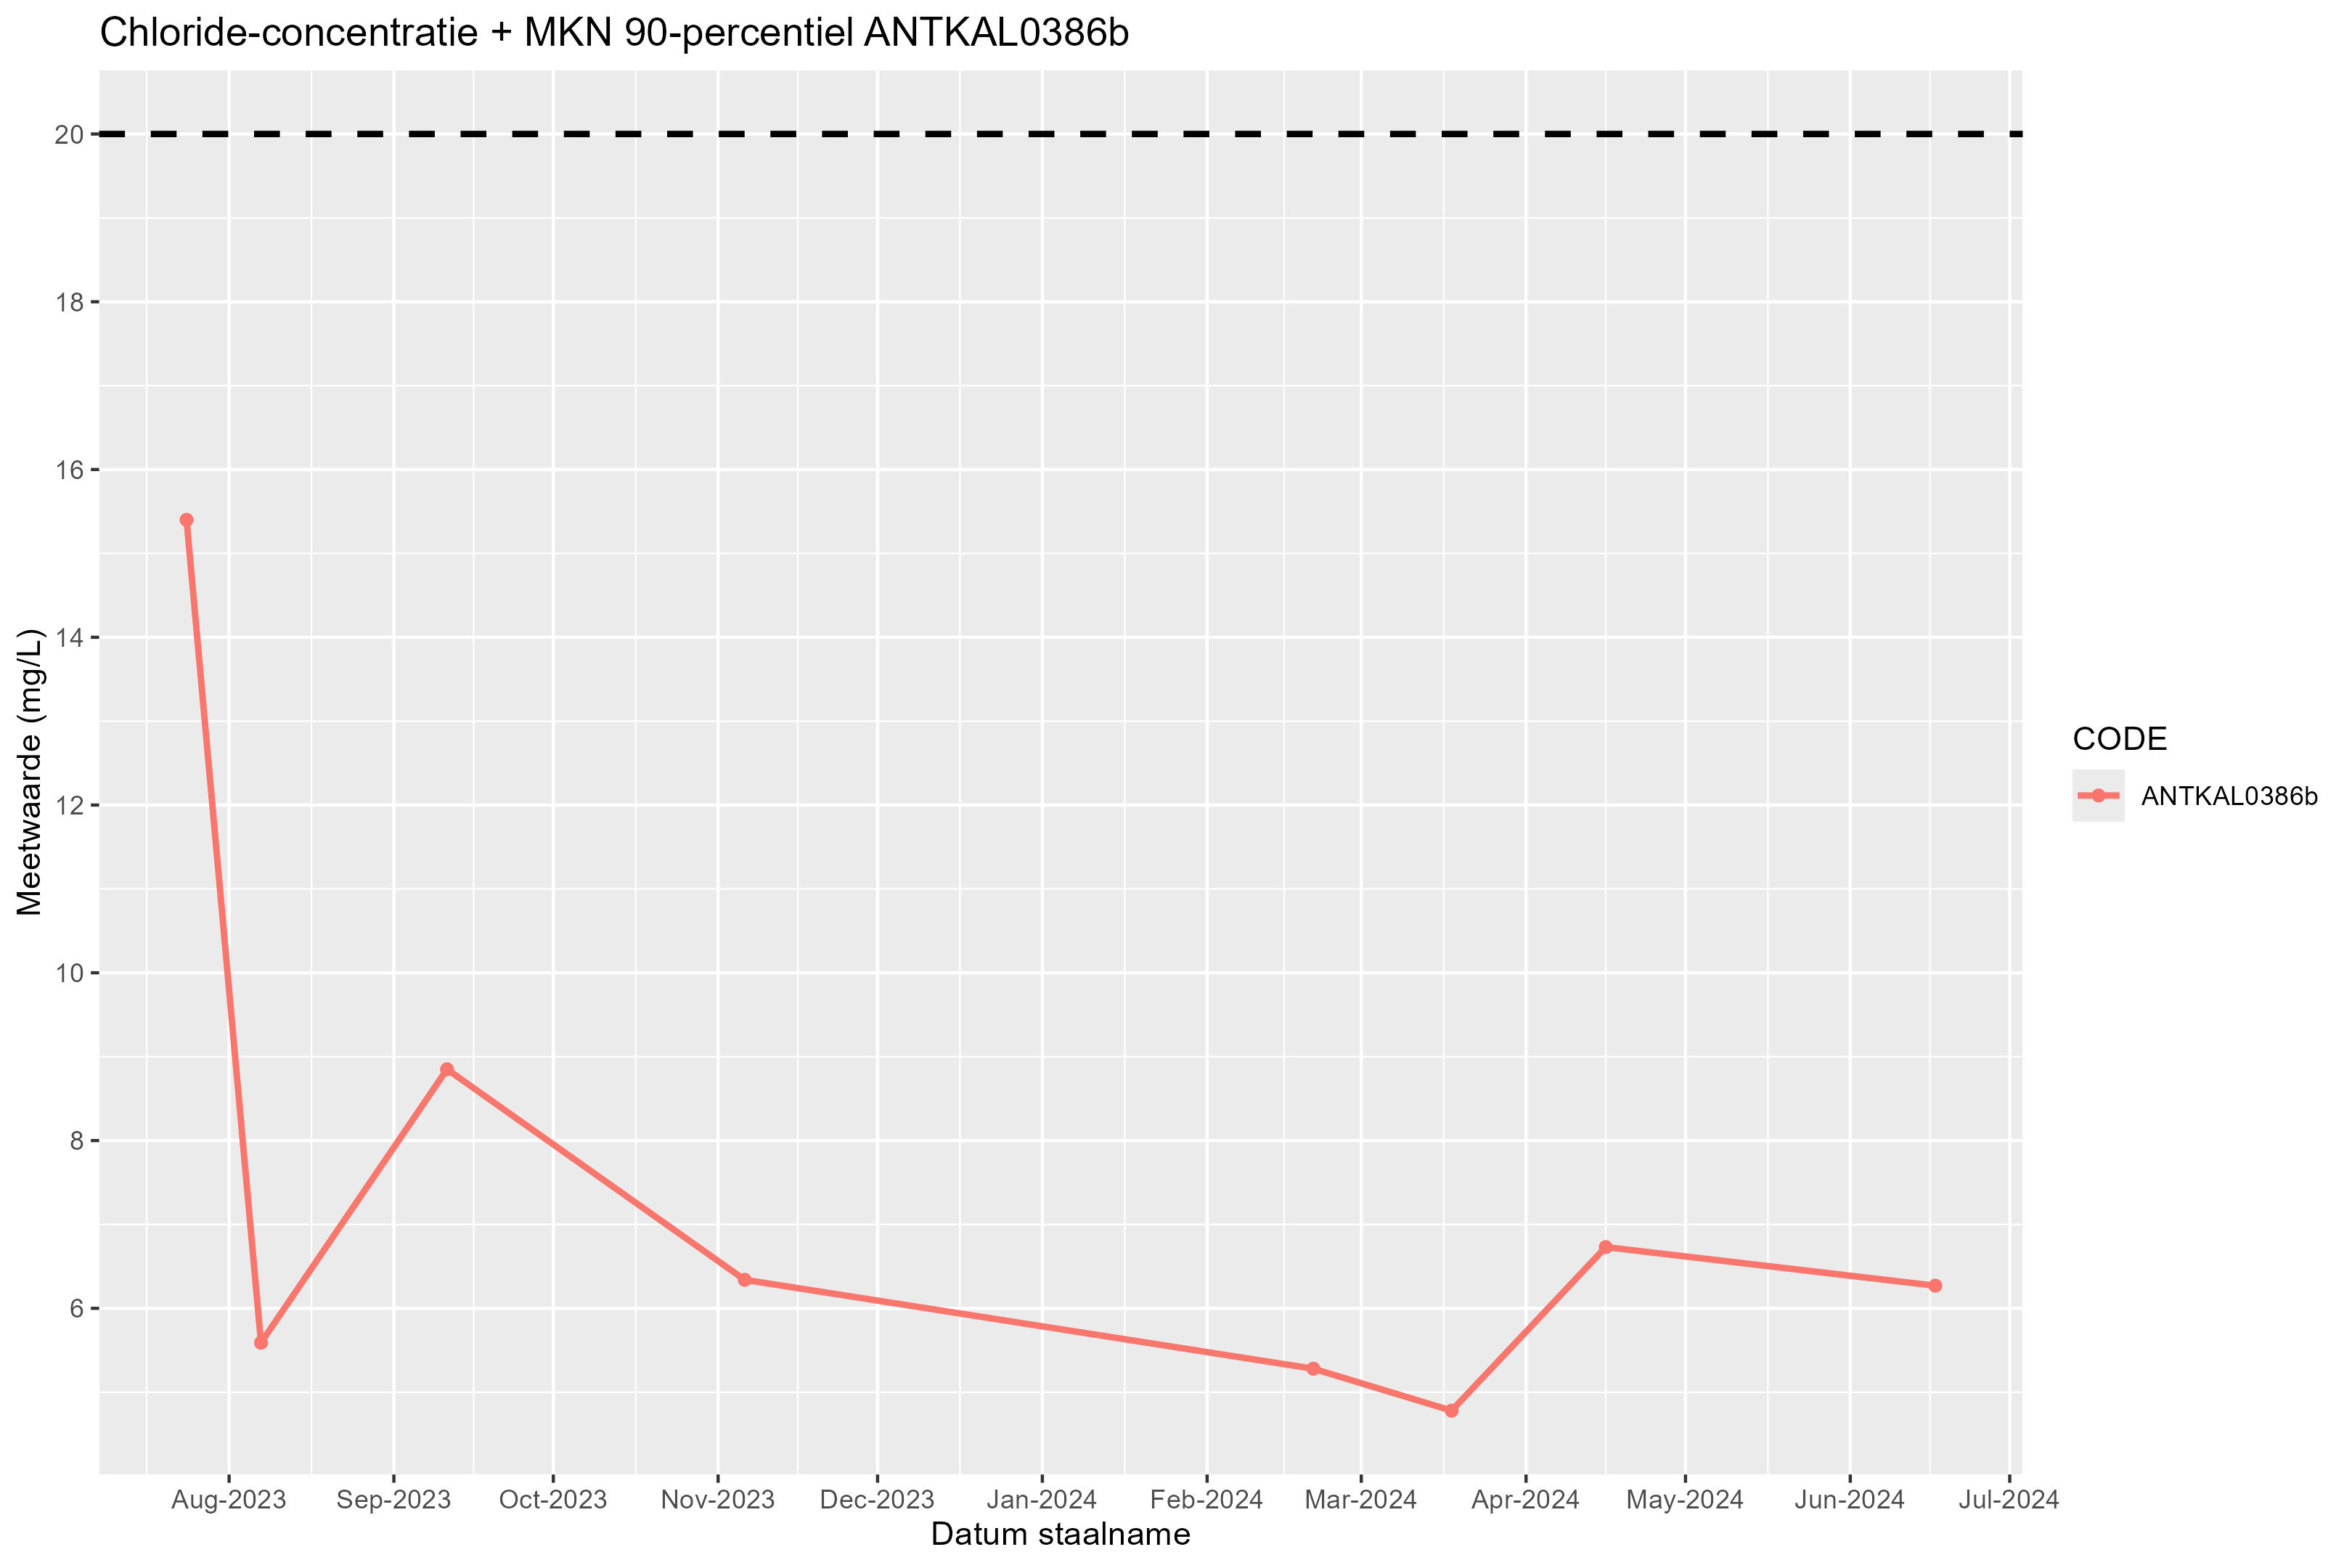 Chloride-concentratie + MKN 90-percentiel ANTKAL0386b
Meetwaarde (mg/L)
20
18
16
14
12
10
8
6
Aug-2023 Sep-2023 Oct-2023 Nov-2023 Dec-2023 Jan-2024 Feb-2024 Mar-2024 Apr-2024 May-2024 Jun-2024 Jul-2024
Datum staalname
CODE
ANTKAL0386b